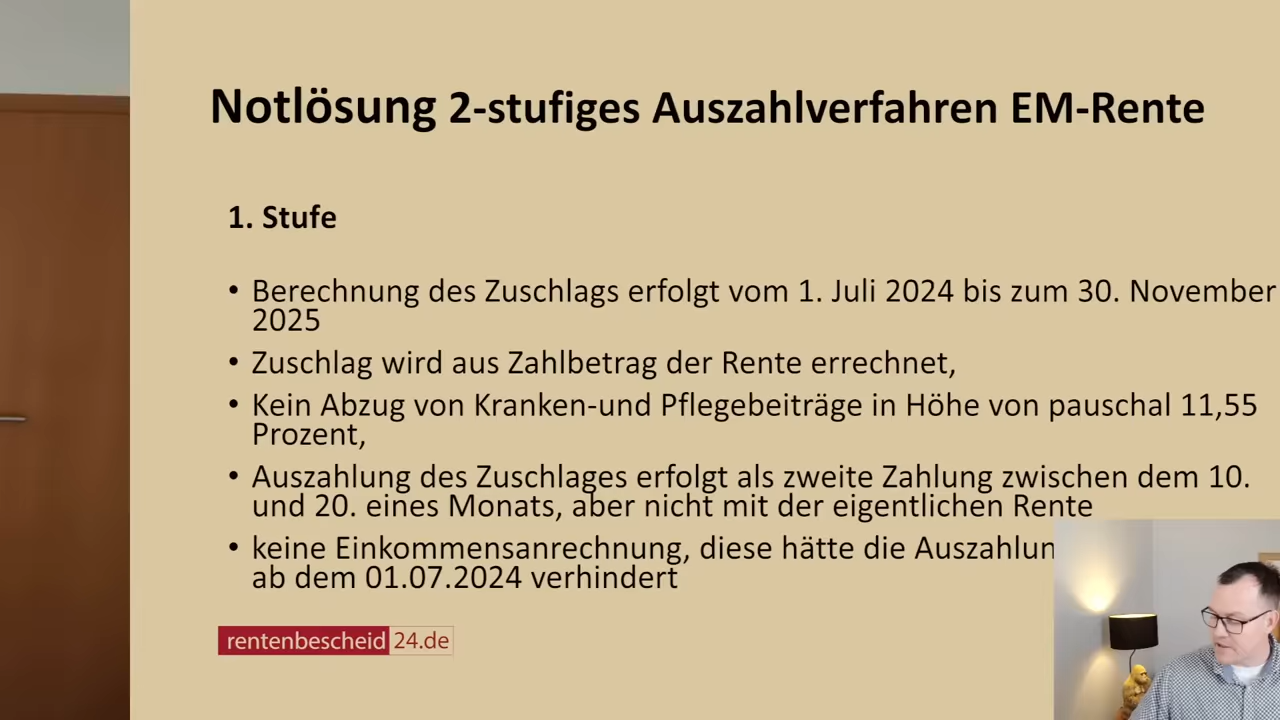 Notlösung 2-stufiges Auszahlverfahren EM-Rente
1. Stufe
• Berechnung des Zuschlags erfolgt vom 1. Juli 2024 bis zum 30. November
2025
• Zuschlag wird aus Zahlbetrag der Rente errechnet,
• Kein Abzug von Kranken-und Pflegebeiträge in Höhe von pauschal 11,55
Prozent,
• Auszahlung des Zuschlages erfolgt als zweite Zahlung zwischen dem 10.
und 20. eines Monats, aber nicht mit der eigentlichen Rente
• keine Einkommensanrechnung, diese hätte die Auszahlun
ab dem 01.07.2024 verhindert
rentenbescheid24.de